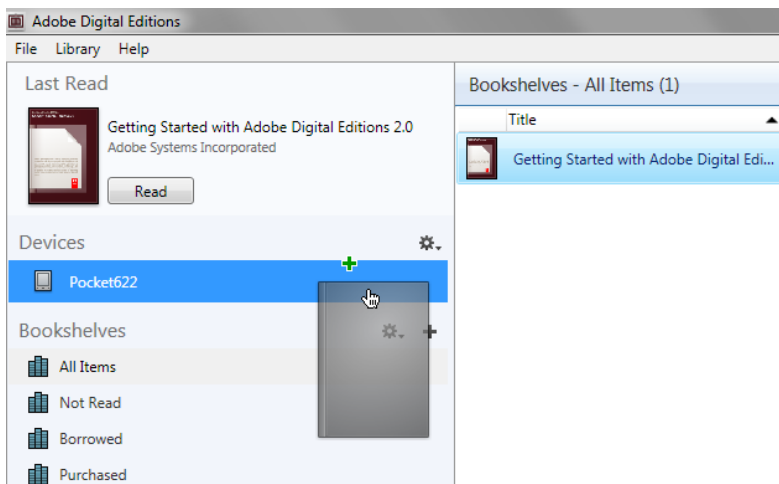 Adobe Digital Editions
File Library Help
Last Read
Getting Started with Adobe Digital Editions 2.0
Adobe Systems Incorporated
Read
Devices
Pocket622
Bookshelves
All Items
Not Read
Borrowed
Purchased
Bookshelves - All Items (1)
Title
Getting Started with Adobe Digital Edi...